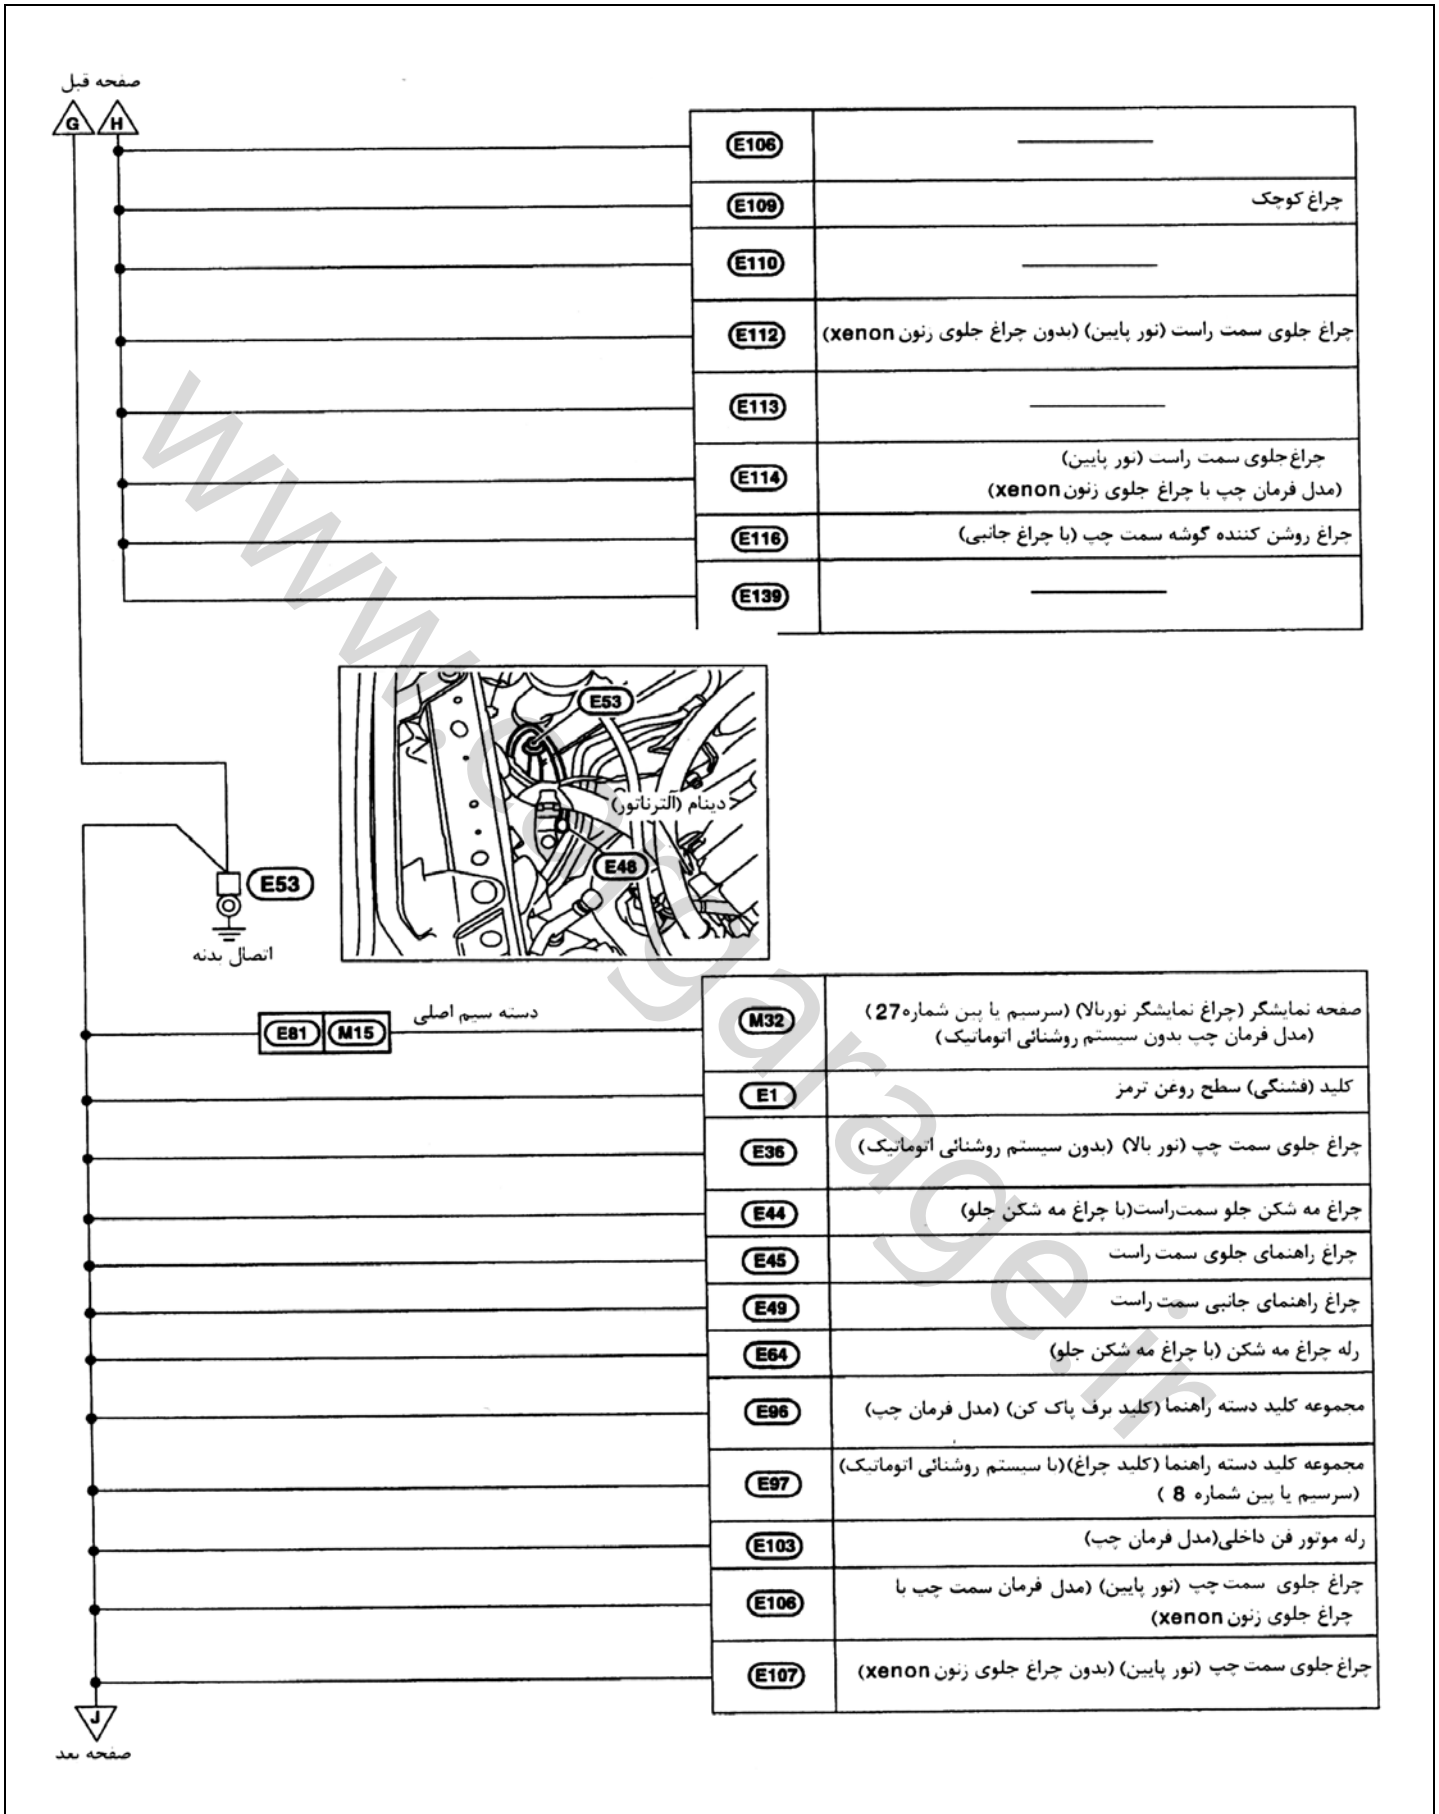 صفحه قبل
G H
E106
E109 چراغ کوچک
E110
E112 چراغ جلوی سمت راست (نور پایین) (بدون چراغ جلوی زنون xenon)
E113
E114 چراغ جلوی سمت راست (نور پایین)
(مدل فرمان چپ با چراغ جلوی زنون xenon)
E116 چراغ روشن کننده گوشه سمت چپ (با چراغ جانبی)
E139
E53
دینام (آلترناتور)
E48
E53
اتصال بدنه
دسته سیم اصلی
E81 M15
M32 صفحه نمایشگر (چراغ نمایشگر نوربالا) (سرسیم یا پین شماره 27)
(مدل فرمان چپ بدون سیستم روشنائی اتوماتیک)
E1 کلید (فشنگی) سطح روغن ترمز
E36 چراغ جلوی سمت چپ (نور بالا) (بدون سیستم روشنائی اتوماتیک)
E44 چراغ مه شکن جلو سمت راست (با چراغ مه شکن جلو)
E45 چراغ راهنمای جلوی سمت راست
E49 چراغ راهنمای جانبی سمت راست
E64 رله چراغ مه شکن (با چراغ مه شکن جلو)
E96 مجموعه کلید دسته راهنما (کلید برف پاک کن) (مدل فرمان چپ)
E97 مجموعه کلید دسته راهنما (کلید چراغ)(با سیستم روشنائی اتوماتیک)
(سرسیم یا پین شماره 8 )
E103 رله موتور فن داخلی(مدل فرمان چپ)
E106 چراغ جلوی سمت چپ (نور پایین) (مدل فرمان سمت چپ با
چراغ جلوی زنون xenon)
E107 چراغ جلوی سمت چپ (نور پایین) (بدون چراغ جلوی زنون xenon)
J
صفحه بعد
www.cargarage.ir